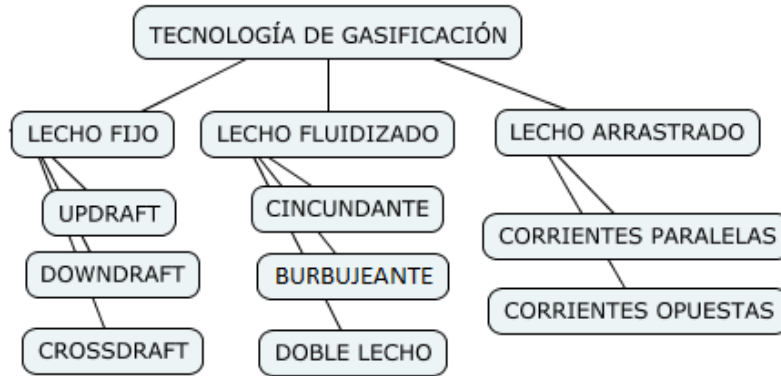 TECNOLOGÍA DE GASIFICACIÓN
LECHO FIJO
LECHO FLUIDIZADO
LECHO ARRASTRADO
UPDRAFT
CINCUNDANTE
CORRIENTES PARALELAS
DOWNDRAFT
BURBUJEANTE
CORRIENTES OPUESTAS
CROSSDRAFT
DOBLE LECHO